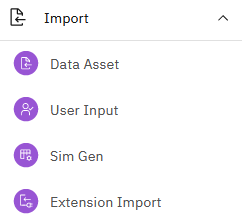 Import
Data Asset
User Input
Sim Gen
Extension Import